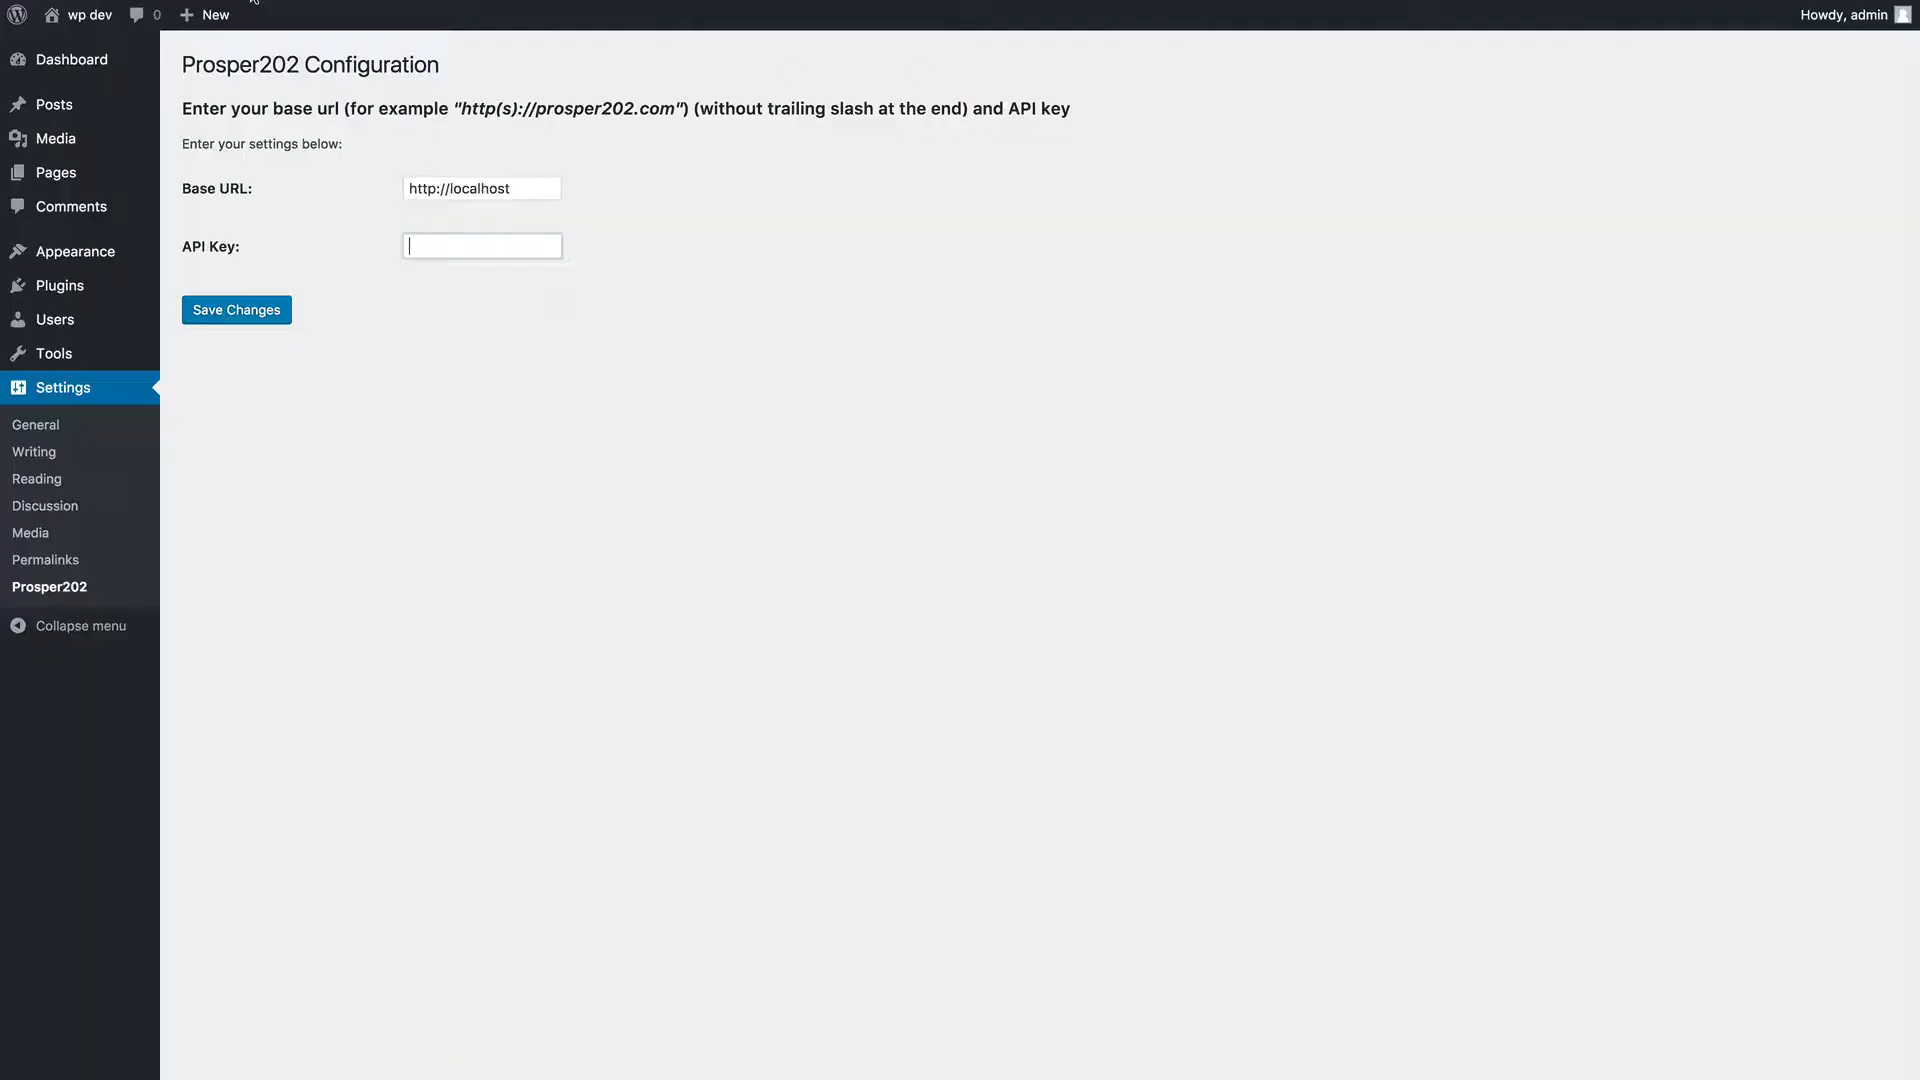 wp dev 0 New Howdy, admin
Dashboard
Posts
Media
Pages
Comments
Appearance
Plugins
Users
Tools
Settings
General
Writing
Reading
Discussion
Media
Permalinks
Prosper202
Collapse menu
Prosper202 Configuration
Enter your base url (for example "http(s)://prosper202.com") (without trailing slash at the end) and API key
Enter your settings below:
Base URL: http://localhost
API Key:
Save Changes